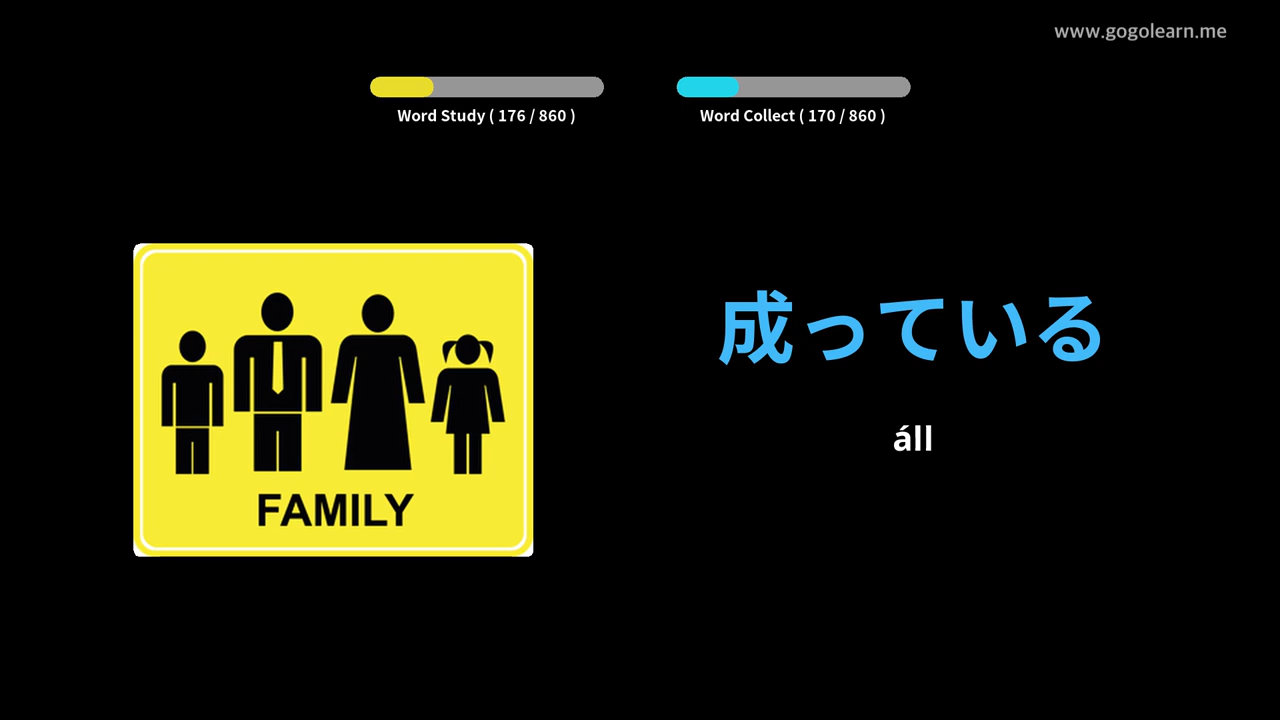 www.gogolearn.me
Word Study ( 176 / 860 )
Word Collect ( 170 / 860 )
FAMILY
成っている
áll